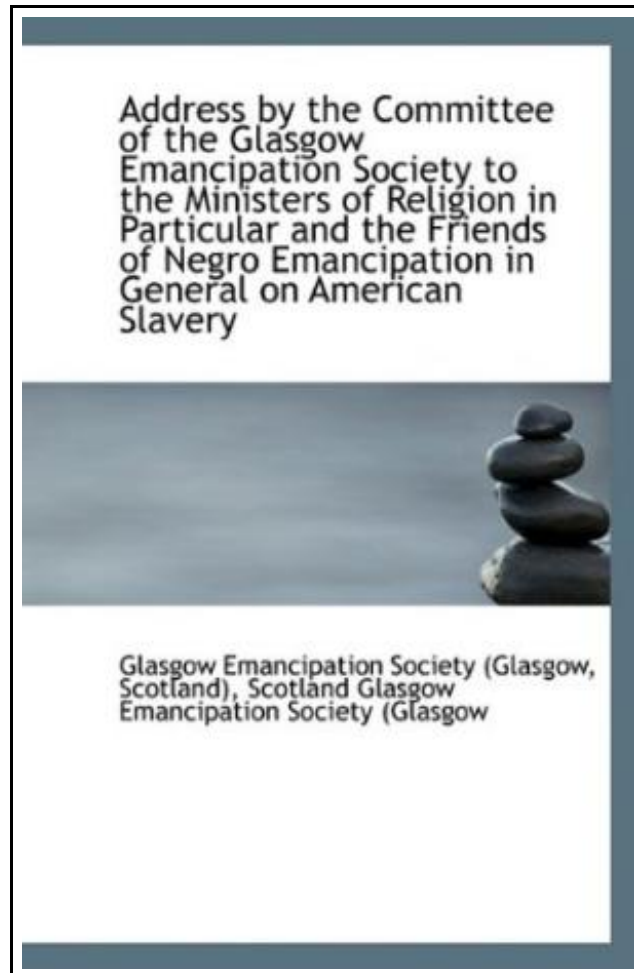 Address by the Committee
of the Glasgow
Emancipation Society to
the Ministers of Religion in
Particular and the Friends
of Negro Emancipation in
General on American
Slavery
Glasgow Emancipation Society (Glasgow,
Scotland), Scotland Glasgow
Emancipation Society (Glasgow